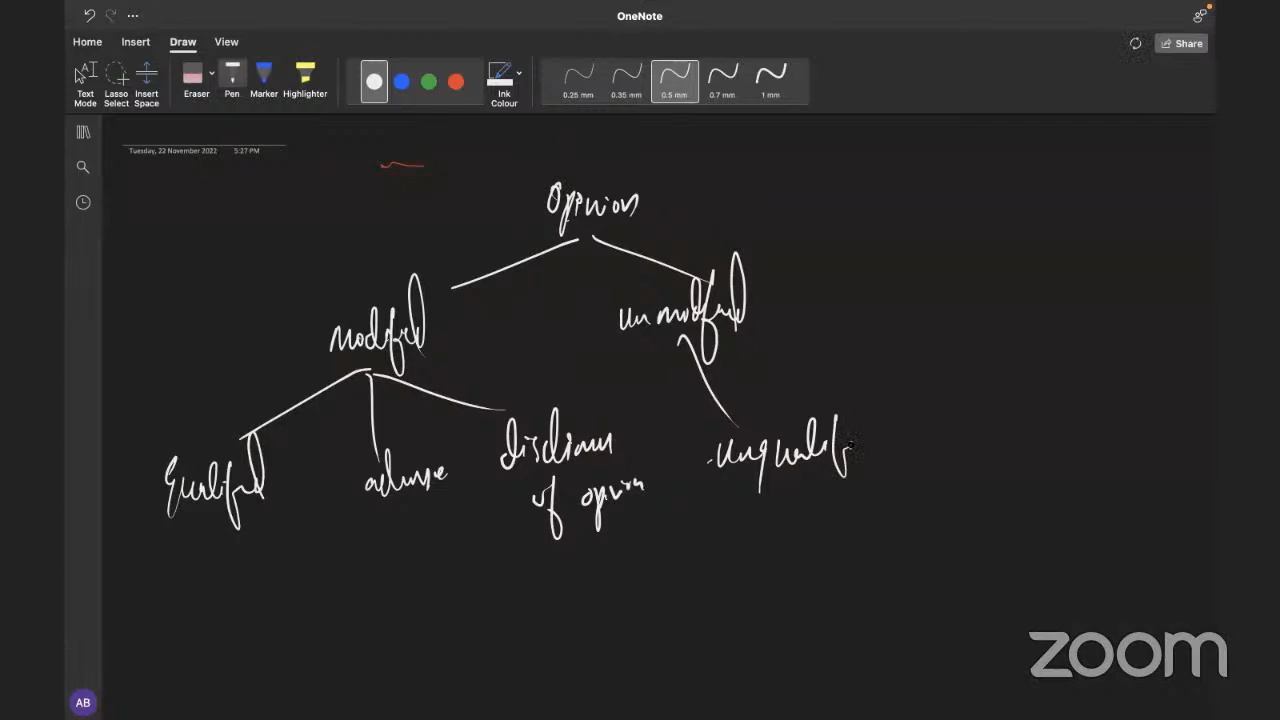 OneNote
Home Insert Draw View
Share
Text Mode
Lasso Select
Insert Space
Eraser
Pen
Marker
Highlighter
Ink Colour
0.25 mm
0.35 mm
0.5 mm
0.7 mm
1 mm
Tuesday, 22 November 2022 5:27 PM
Opinion
modified unmodified
Qualified adverse disclaimer of opinion unqualif
AB
zoom